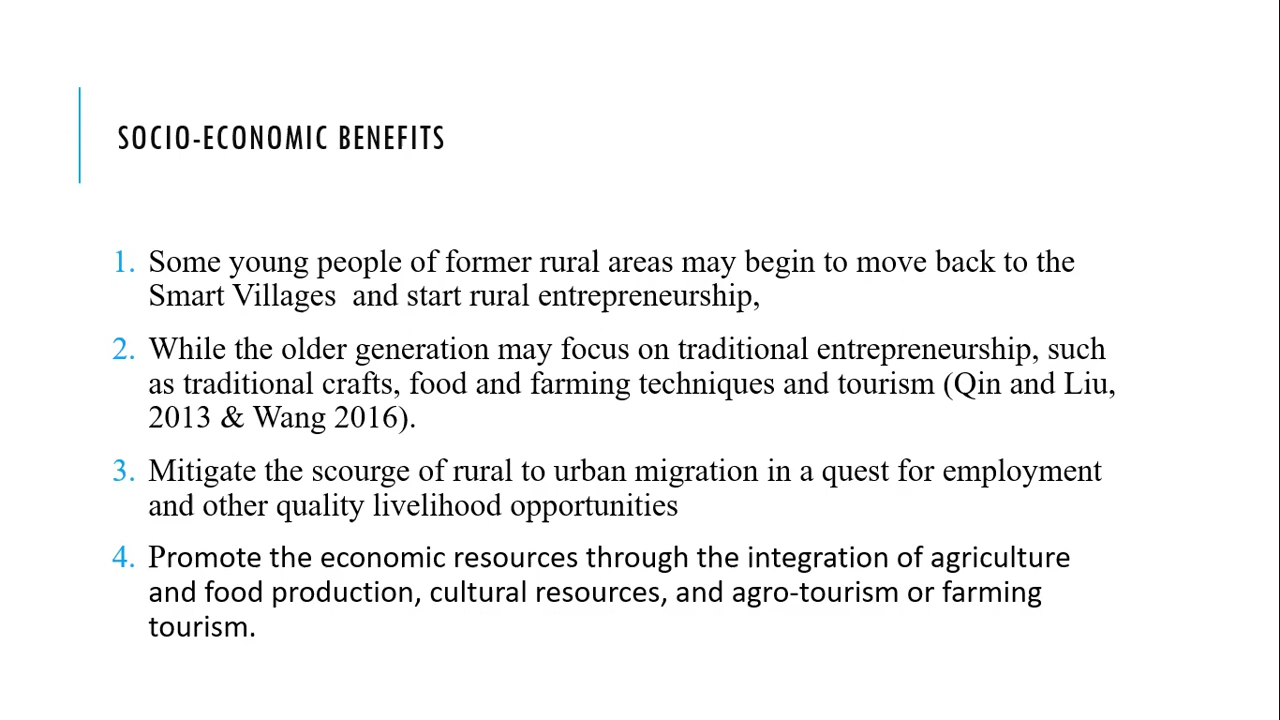 SOCIO-ECONOMIC BENEFITS
1. Some young people of former rural areas may begin to move back to the
Smart Villages  and start rural entrepreneurship,
2. While the older generation may focus on traditional entrepreneurship, such
as traditional crafts, food and farming techniques and tourism (Qin and Liu,
2013 & Wang 2016).
3. Mitigate the scourge of rural to urban migration in a quest for employment
and other quality livelihood opportunities
4. Promote the economic resources through the integration of agriculture
and food production, cultural resources, and agro-tourism or farming
tourism.